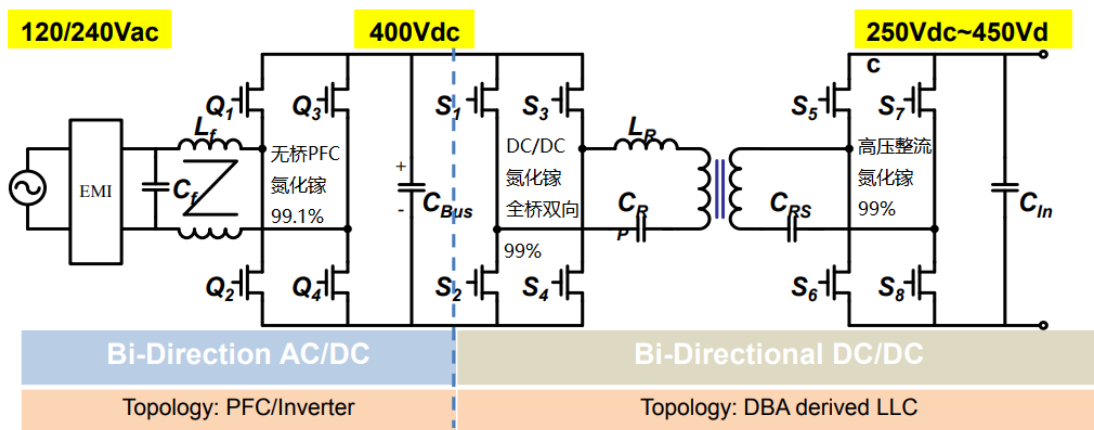 120/240Vac
400Vdc
250Vdc~450Vd
c
Q1
Q3
S1
S3
S5
S7
Lf
LR
EMI
Cf
无桥PFC
氮化镓
99.1%
+
-
CBus
DC/DC
氮化镓
全桥双向
99%
CR
P
CRS
高压整流
氮化镓
99%
CIn
Q2
Q4
S2
S4
S6
S8
Bi-Direction AC/DC
Bi-Directional DC/DC
Topology: PFC/Inverter
Topology: DBA derived LLC